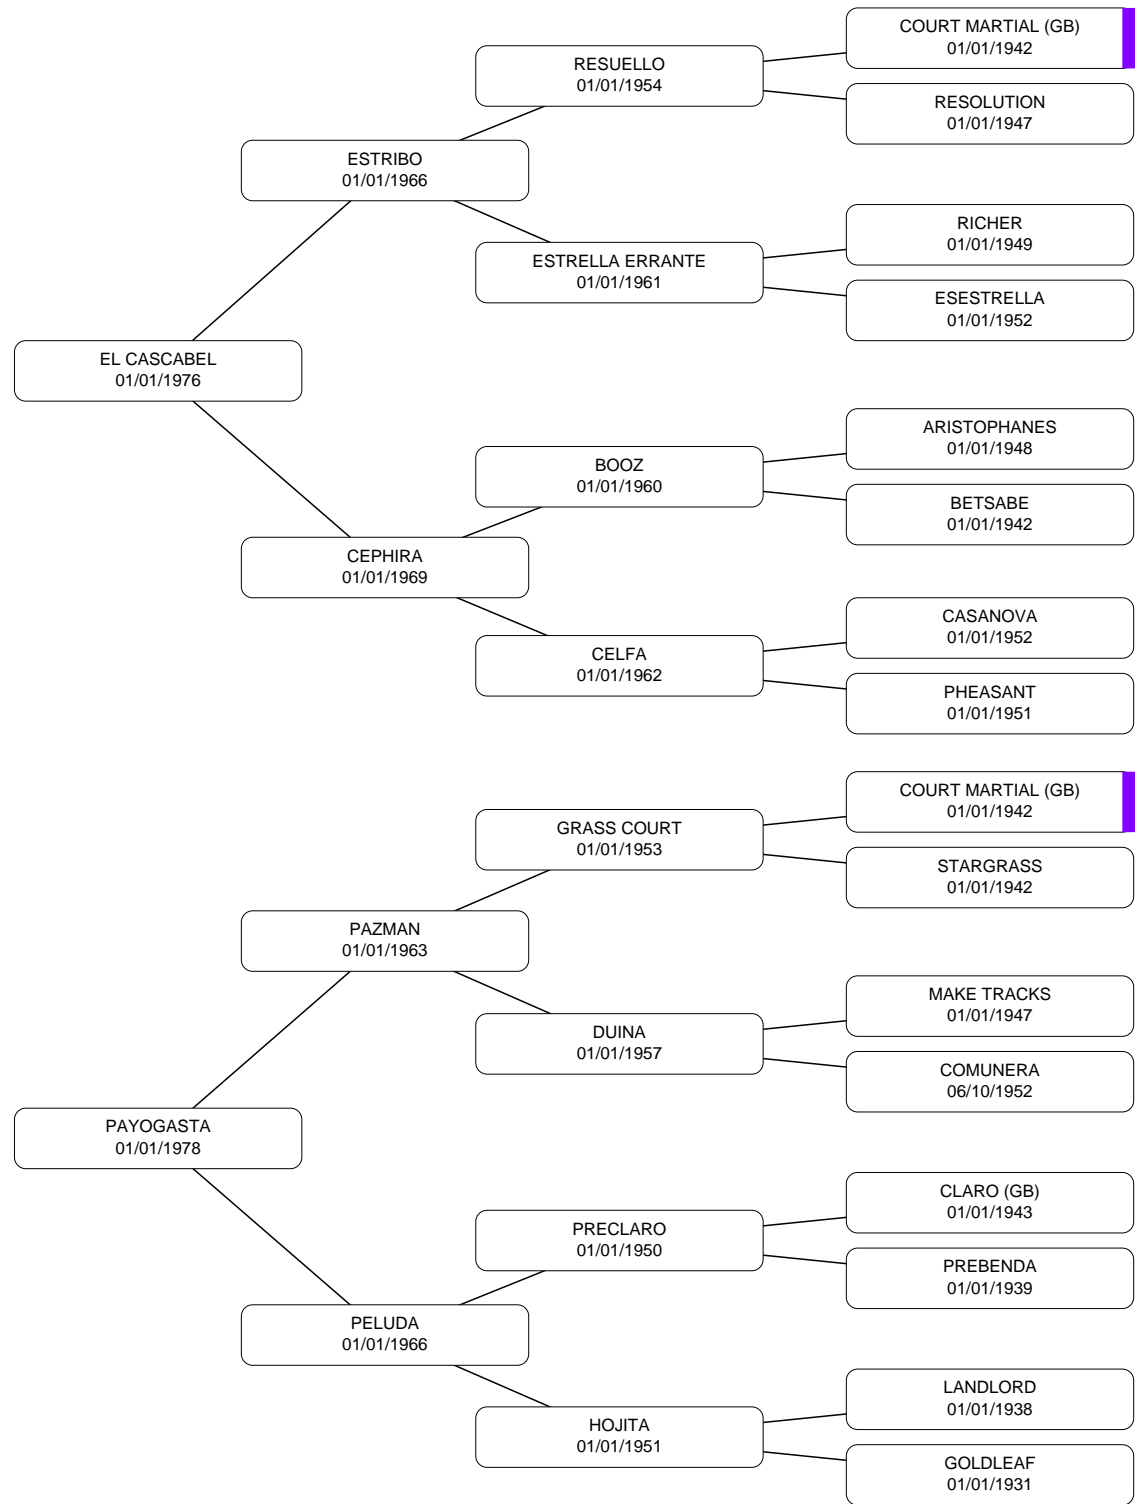 COURT MARTIAL (GB)
01/01/1942
RESUELLO
01/01/1954
RESOLUTION
01/01/1947
ESTRIBO
01/01/1966
RICHER
01/01/1949
ESTRELLA ERRANTE
01/01/1961
ESESTRELLA
01/01/1952
EL CASCABEL
01/01/1976
ARISTOPHANES
01/01/1948
BOOZ
01/01/1960
BETSABE
01/01/1942
CEPHIRA
01/01/1969
CASANOVA
01/01/1952
CELFA
01/01/1962
PHEASANT
01/01/1951
COURT MARTIAL (GB)
01/01/1942
GRASS COURT
01/01/1953
STARGRASS
01/01/1942
PAZMAN
01/01/1963
MAKE TRACKS
01/01/1947
DUINA
01/01/1957
COMUNERA
06/10/1952
PAYOGASTA
01/01/1978
CLARO (GB)
01/01/1943
PRECLARO
01/01/1950
PREBENDA
01/01/1939
PELUDA
01/01/1966
LANDLORD
01/01/1938
HOJITA
01/01/1951
GOLDLEAF
01/01/1931